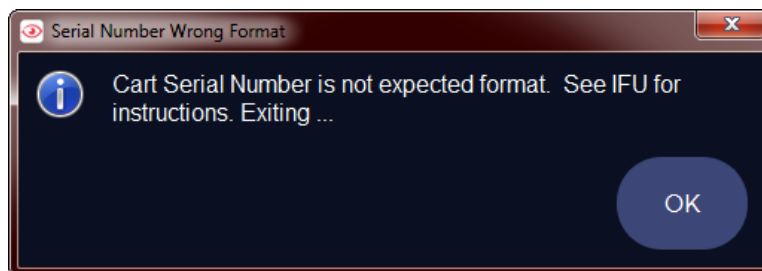 Serial Number Wrong Format
Cart Serial Number is not expected format.  See IFU for
instructions. Exiting ...
OK